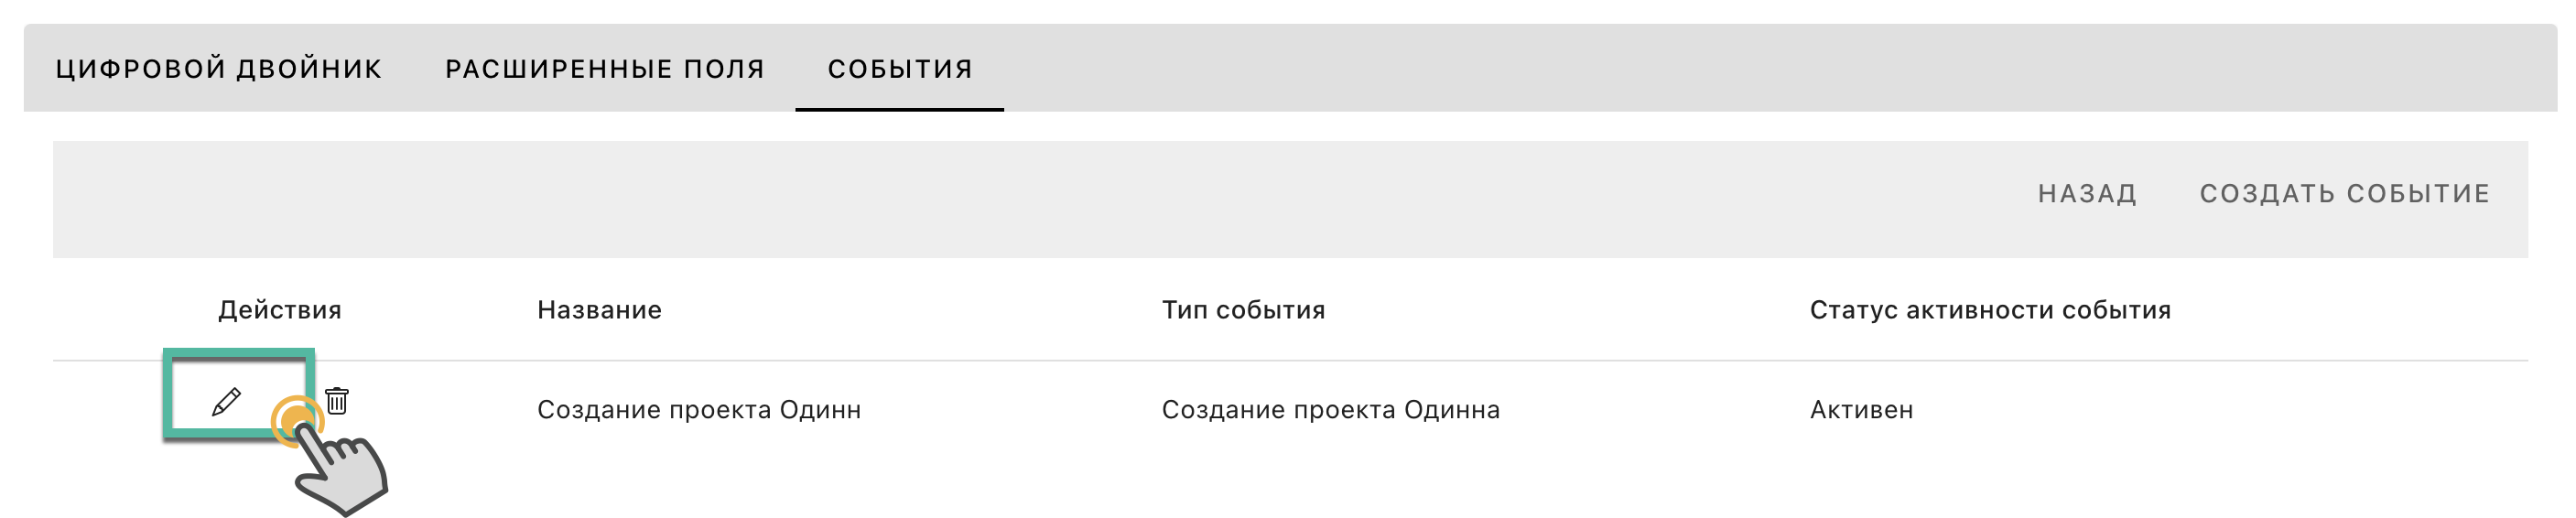 ЦИФРОВОЙ ДВОЙНИК РАСШИРЕННЫЕ ПОЛЯ СОБЫТИЯ
НАЗАД СОЗДАТЬ СОБЫТИЕ
Действия Название Тип события Статус активности события
Создание проекта Одинн Создание проекта Одинна Активен